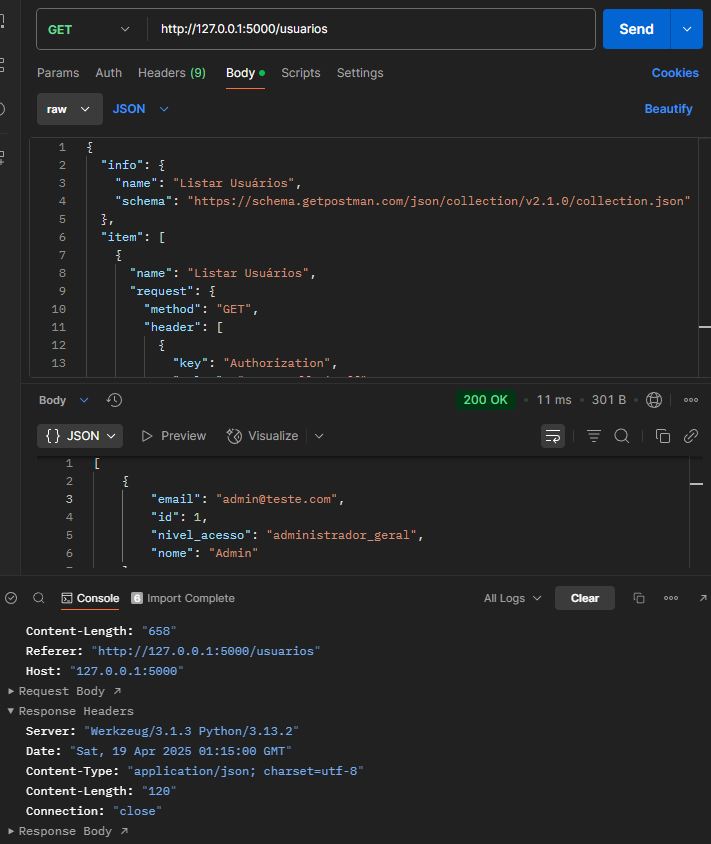 GET http://127.0.0.1:5000/usuarios Send
Params Auth Headers (9) Body Scripts Settings Cookies
raw JSON Beautify
1 {
2 "info": {
3 "name": "Listar Usuários",
4 "schema": "https://schema.getpostman.com/json/collection/v2.1.0/collection.json"
5 },
6 "item": [
7 {
8 "name": "Listar Usuários",
9 "request": {
10 "method": "GET",
11 "header": [
12 {
13 "key": "Authorization",
Body 200 OK 11 ms 301 B
{} JSON Preview Visualize
1 [
2 {
3 "email": "admin@teste.com",
4 "id": 1,
5 "nivel_acesso": "administrador_geral",
6 "nome": "Admin"
Console 6 Import Complete All Logs Clear
Content-Length: "658"
Referer: "http://127.0.0.1:5000/usuarios"
Host: "127.0.0.1:5000"
Request Body
Response Headers
Server: "Werkzeug/3.1.3 Python/3.13.2"
Date: "Sat, 19 Apr 2025 01:15:00 GMT"
Content-Type: "application/json; charset=utf-8"
Content-Length: "120"
Connection: "close"
Response Body